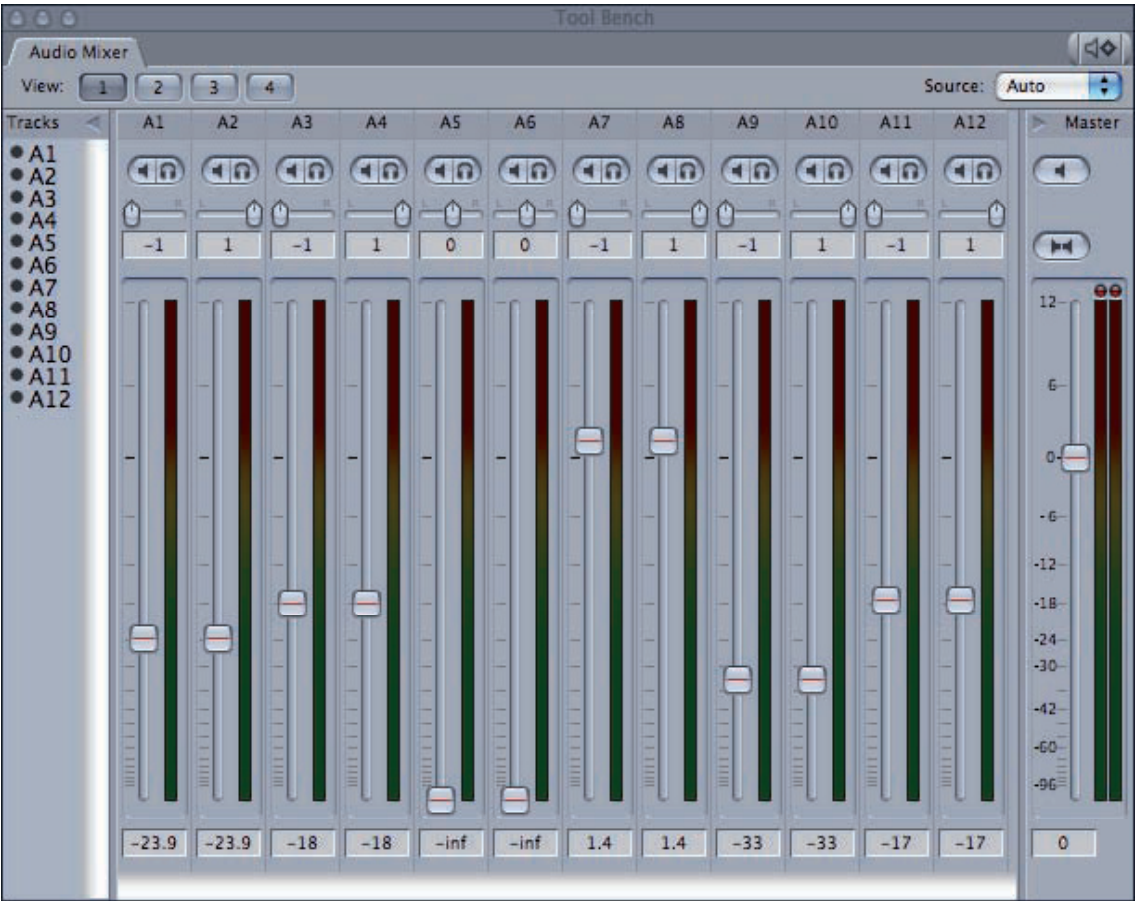 Tool Bench
Audio Mixer
View: 1 2 3 4 Source: Auto
Tracks A1 A2 A3 A4 A5 A6 A7 A8 A9 A10 A11 A12 Master
A1
A2
A3
A4
A5
A6
A7
A8
A9
A10
A11
A12
L R L R L R L R L R L R L R L R L R L R L R L R
-1 1 -1 1 0 0 -1 1 -1 1 -1 1
12
6
0
-6
-12
-18
-24
-30
-42
-60
-96
-23.9 -23.9 -18 -18 -inf -inf 1.4 1.4 -33 -33 -17 -17 0